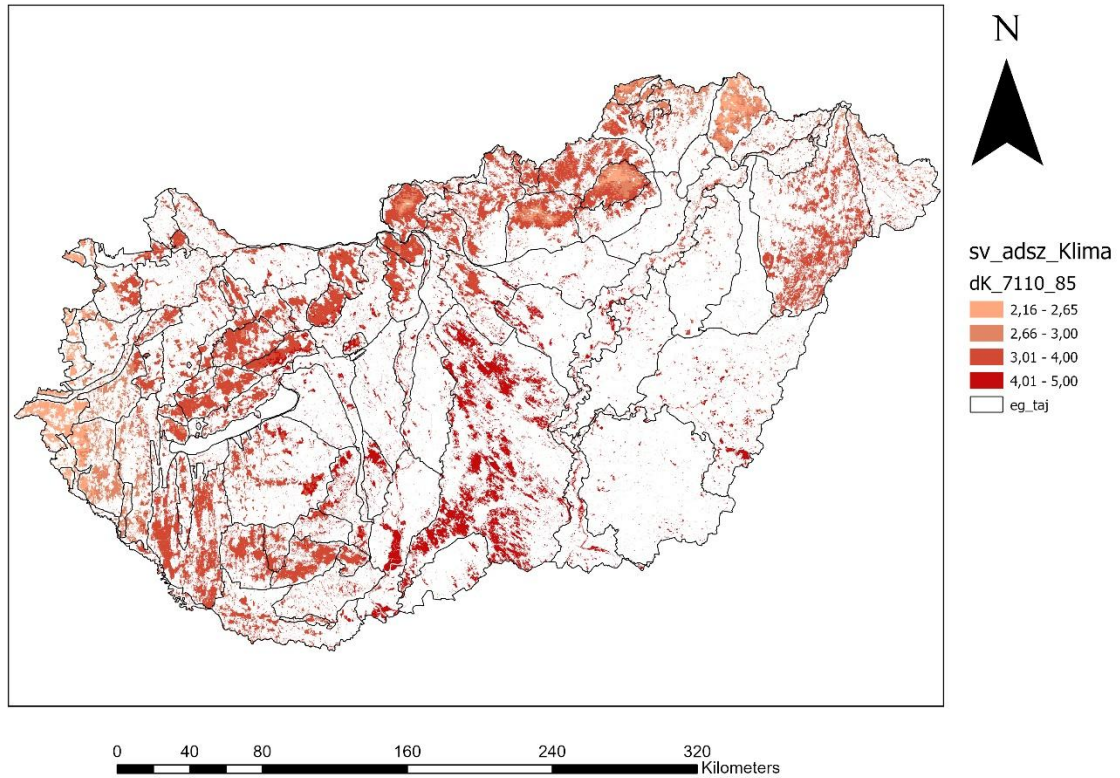 N
sv_adsz_Klima
dK_7110_85
2,16 - 2,65
2,66 - 3,00
3,01 - 4,00
4,01 - 5,00
eg_taj
0 40 80 160 240 320
Kilometers